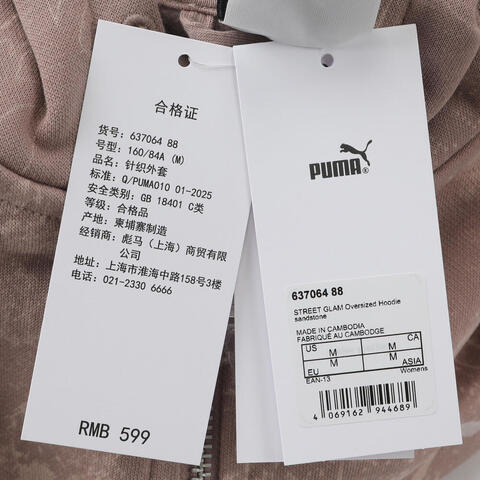 合格证
货号: 637064 88
号型: 160/84A (M)
品名: 针织外套
标准: Q/PUMA010 01-2025
安全类别: GB 18401 C类
等级: 合格品
产地: 柬埔寨制造
经销商: 彪马（上海）商贸有限
公司
地址: 上海市淮海中路158号3楼
电话: 021-2330 6666
RMB 599
PUMA®
637064 88
STREET GLAM Oversized Hoodie
sandstone
MADE IN CAMBODIA
FABRIQUÉ AU CAMBODGE
US M M CA
EU M M ASIA
EAN-13 Womens
4 069162 944689